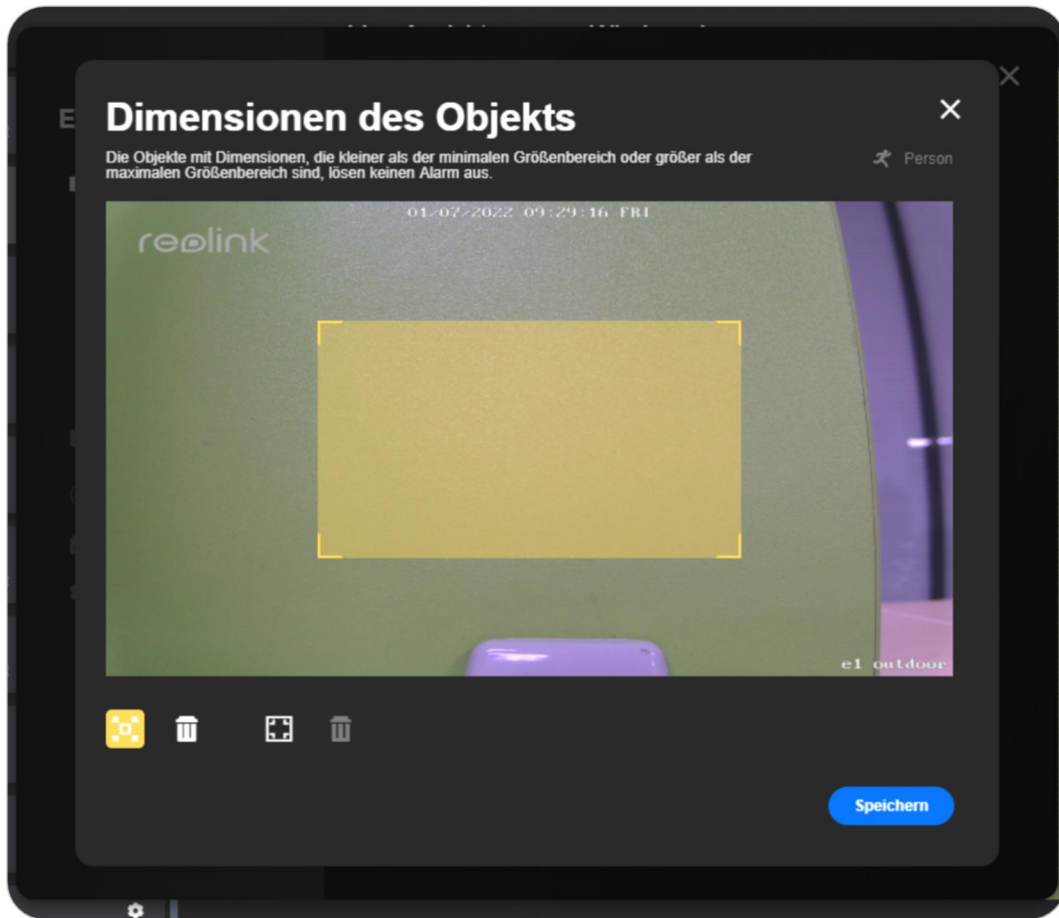 Dimensionen des Objekts
Die Objekte mit Dimensionen, die kleiner als der minimalen Größenbereich oder größer als der
maximalen Größenbereich sind, lösen keinen Alarm aus.
Person
01/07/2022 09:29:16 FRI
reolink
e1 outdoor
Speichern